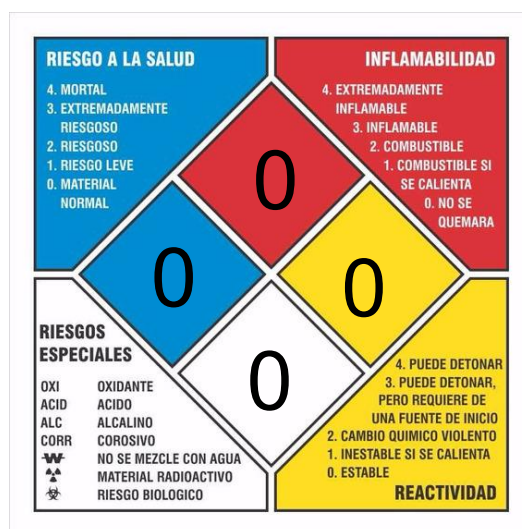 RIESGO A LA SALUD
4. MORTAL
3. EXTREMADAMENTE
RIESGOSO
2. RIESGOSO
1. RIESGO LEVE
0. MATERIAL
NORMAL
INFLAMABILIDAD
4. EXTREMADAMENTE
INFLAMABLE
3. INFLAMABLE
2. COMBUSTIBLE
1. COMBUSTIBLE SI
SE CALIENTA
0. NO SE
QUEMARA
0
0
0
0
RIESGOS
ESPECIALES
OXI OXIDANTE
ACID ACIDO
ALC ALCALINO
CORR COROSIVO
W NO SE MEZCLE CON AGUA
MATERIAL RADIOACTIVO
RIESGO BIOLOGICO
4. PUEDE DETONAR
3. PUEDE DETONAR,
PERO REQUIERE DE
UNA FUENTE DE INICIO
2. CAMBIO QUIMICO VIOLENTO
1. INESTABLE SI SE CALIENTA
0. ESTABLE
REACTIVIDAD